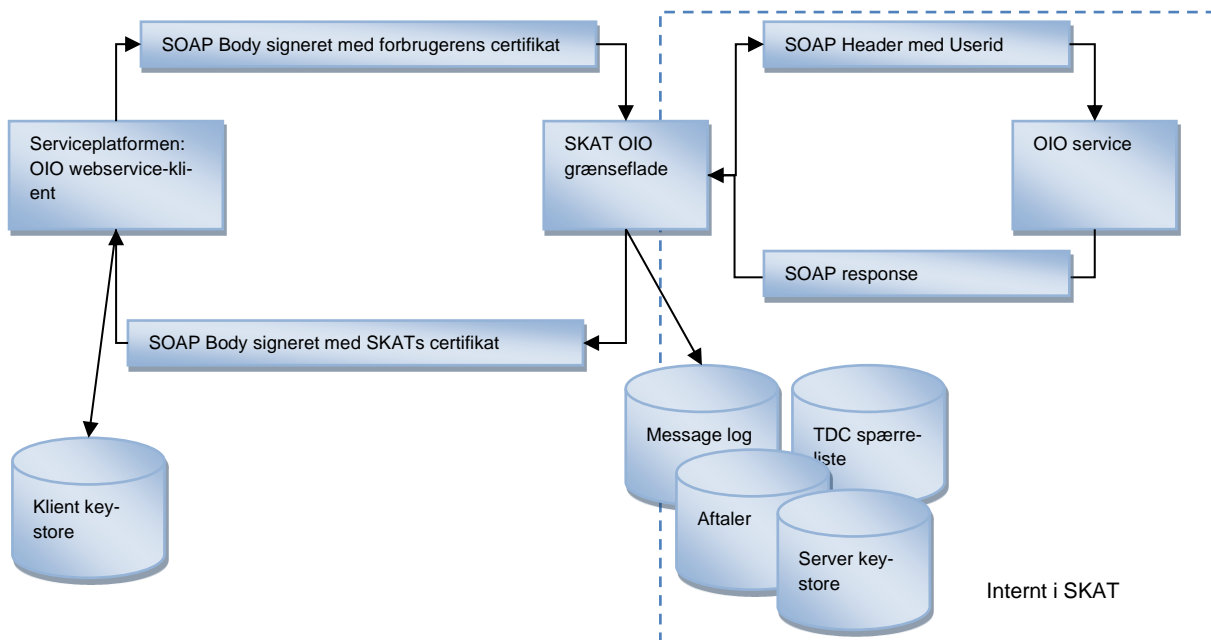 SOAP Body signeret med forbrugerens certifikat
SOAP Header med Userid
Serviceplatformen:
OIO webservice-kli-
ent
SKAT OIO
grænseflade
OIO service
SOAP response
SOAP Body signeret med SKATs certifikat
Message log
TDC spærre-
liste
Klient key-
store
Aftaler
Server key-
store
Internt i SKAT